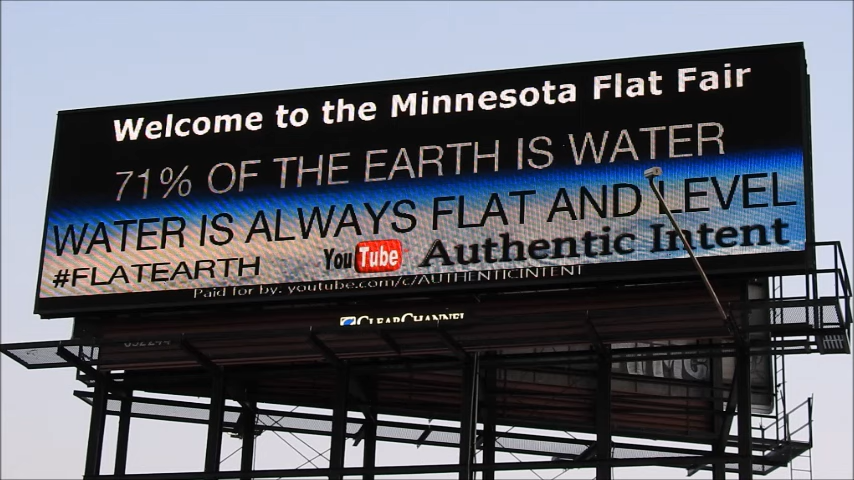 Welcome to the Minnesota Flat Fair
71% OF THE EARTH IS WATER
WATER IS ALWAYS FLAT AND LEVEL
#FLATEARTH YouTube Authentic Intent
Paid for by: youtube.com/c/AUTHENTICINTENT
CLEARCHANNEL